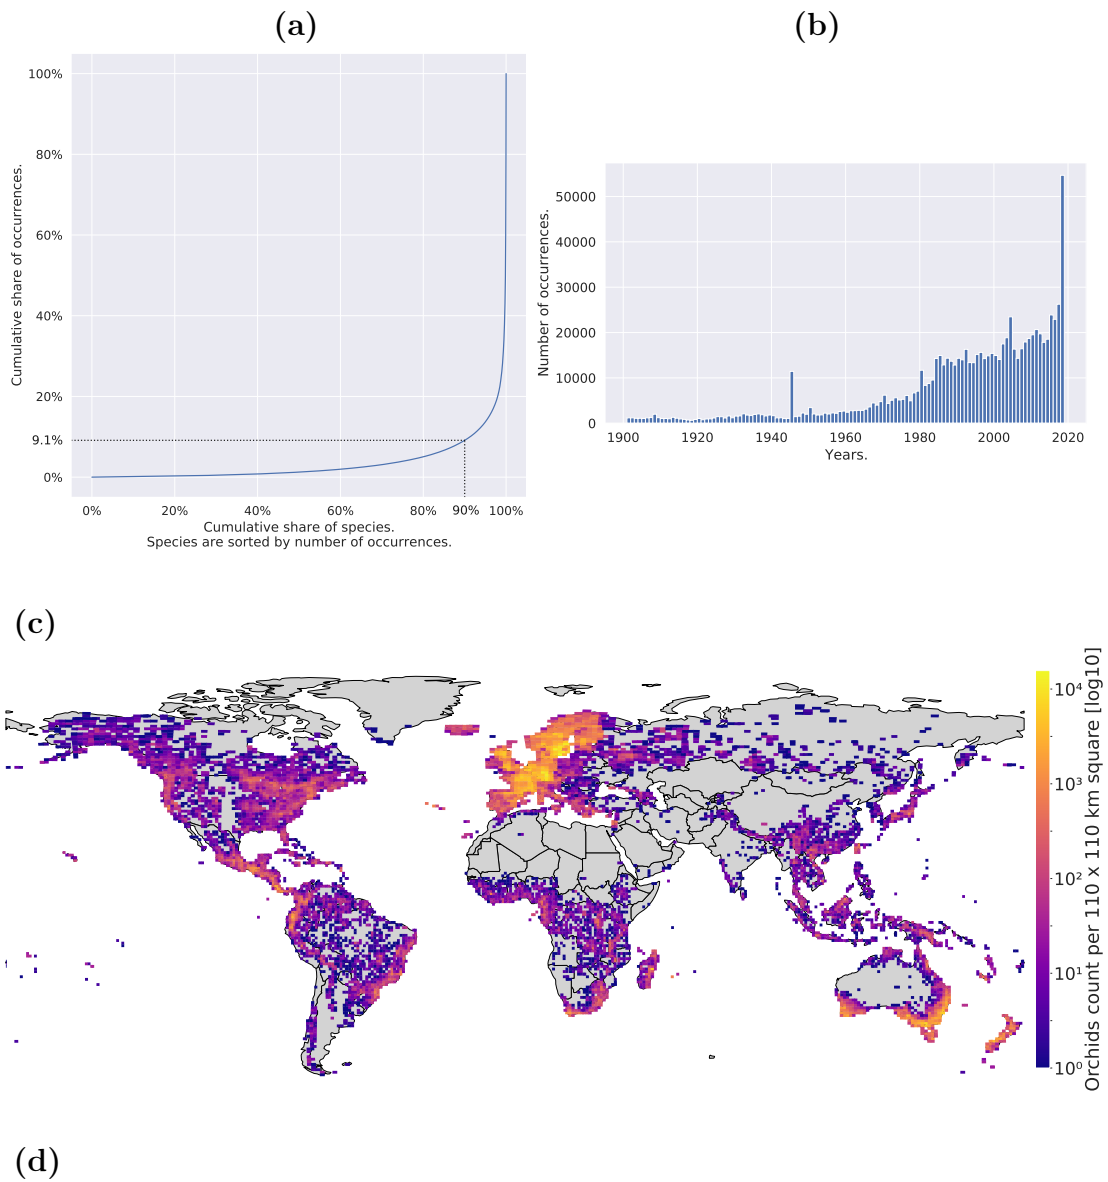 (a)
100%
80%
60%
40%
20%
9.1%
0%
Cumulative share of occurrences.
0% 20% 40% 60% 80% 90% 100%
Cumulative share of species.
Species are sorted by number of occurrences.
(b)
50000
40000
30000
20000
10000
0
Number of occurrences.
1900 1920 1940 1960 1980 2000 2020
Years.
(c)
10⁴
10³
10²
10¹
10⁰
Orchids count per 110 x 110 km square [log10]
(d)